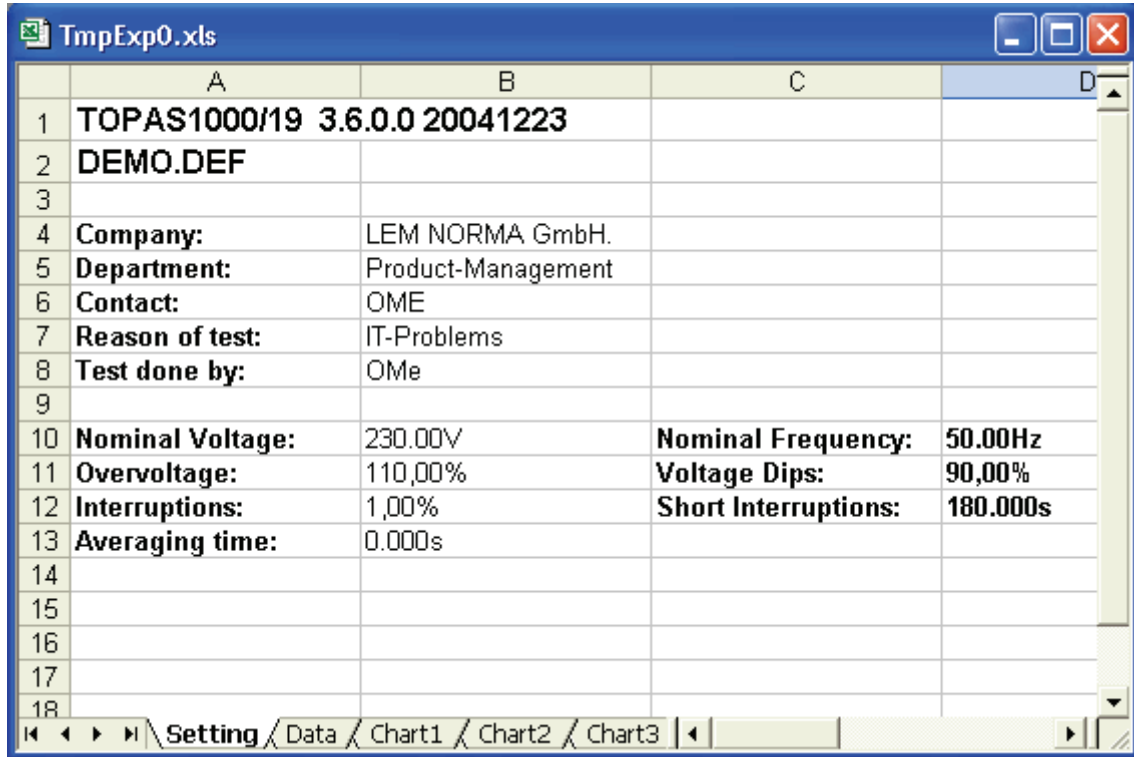 TmpExp0.xls
A B C D
1 TOPAS1000/19 3.6.0.0 20041223
2 DEMO.DEF
3
4 Company: LEM NORMA GmbH.
5 Department: Product-Management
6 Contact: OME
7 Reason of test: IT-Problems
8 Test done by: OMe
9
10 Nominal Voltage: 230.00V Nominal Frequency: 50.00Hz
11 Overvoltage: 110,00% Voltage Dips: 90,00%
12 Interruptions: 1,00% Short Interruptions: 180.000s
13 Averaging time: 0.000s
14
15
16
17
18
Setting Data Chart1 Chart2 Chart3